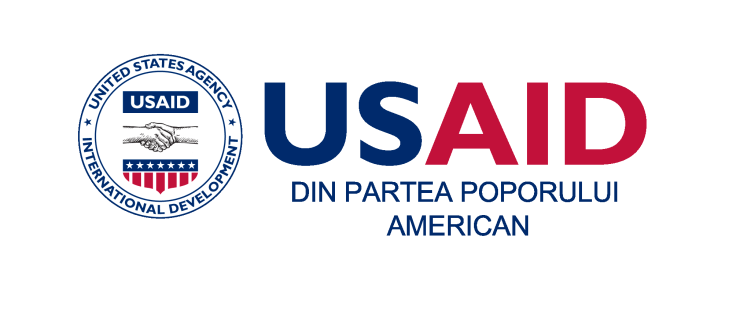 UNITED STATES AGENCY
USAID
INTERNATIONAL DEVELOPMENT
USAID
DIN PARTEA POPORULUI
AMERICAN